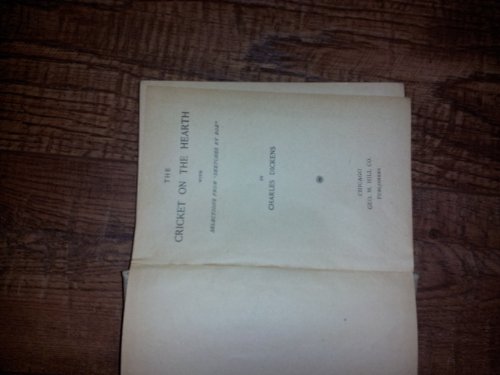 THE
CRICKET ON THE HEARTH
WITH
SELECTIONS FROM "SKETCHES BY BOZ"
BY
CHARLES DICKENS
CHICAGO
GEO. M. HILL CO.
PUBLISHERS